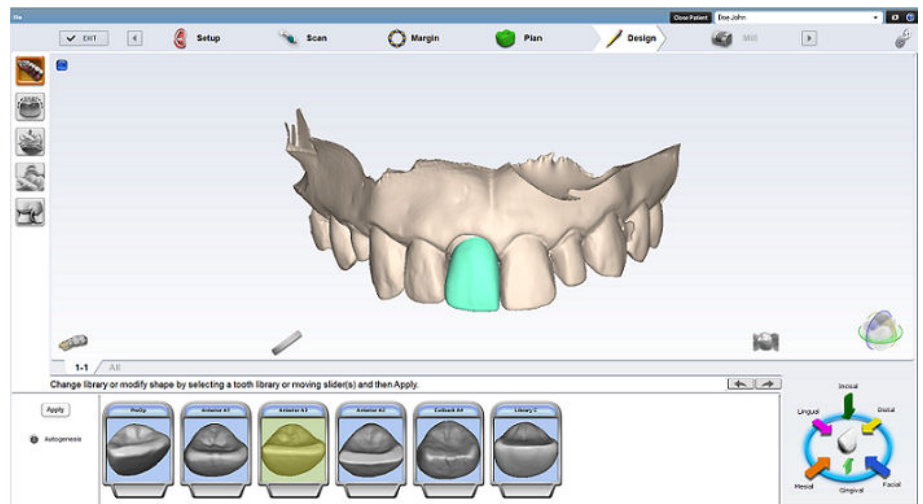 file
Close Patient Doe John
EXIT Setup Scan Margin Plan Design Mill
1-1 All
Change library or modify shape by selecting a tooth library or moving slider(s) and then Apply.
Apply
Autogenesis
PreOp Anterior A1 Anterior A2 Anterior A3 Cutback A4 Library C
Incisal
Lingual Distal
Mesial Facial
Gingival